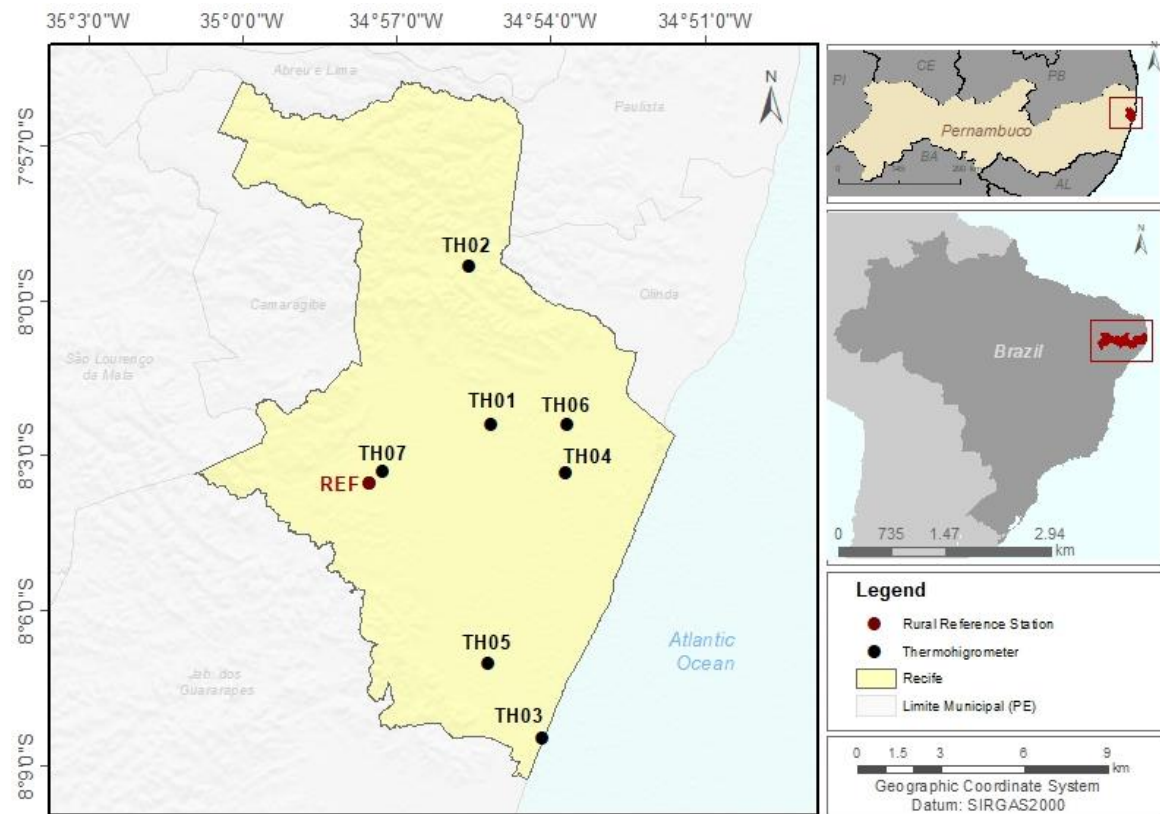 35°3'0"W
35°0'0"W
34°57'0"W
34°54'0"W
34°51'0"W
7°57'0"S
8°0'0"S
8°3'0"S
8°6'0"S
8°9'0"S
Abreu e Lima
Paulista
N
TH02
Camaragibe
Olinda
São Lourenço
da Mata
TH01
TH06
TH07
TH04
REF
TH05
Atlantic
Ocean
Jab. dos
Guararapes
TH03
N
PI
CE
PB
Pernambuco
BA
AL
0
200
N
Brazil
0 735 1.47 2.94
km
Legend
Rural Reference Station
Thermohigrometer
Recife
Limite Municipal (PE)
0 1.5 3 6 9
km
Geographic Coordinate System
Datum: SIRGAS2000